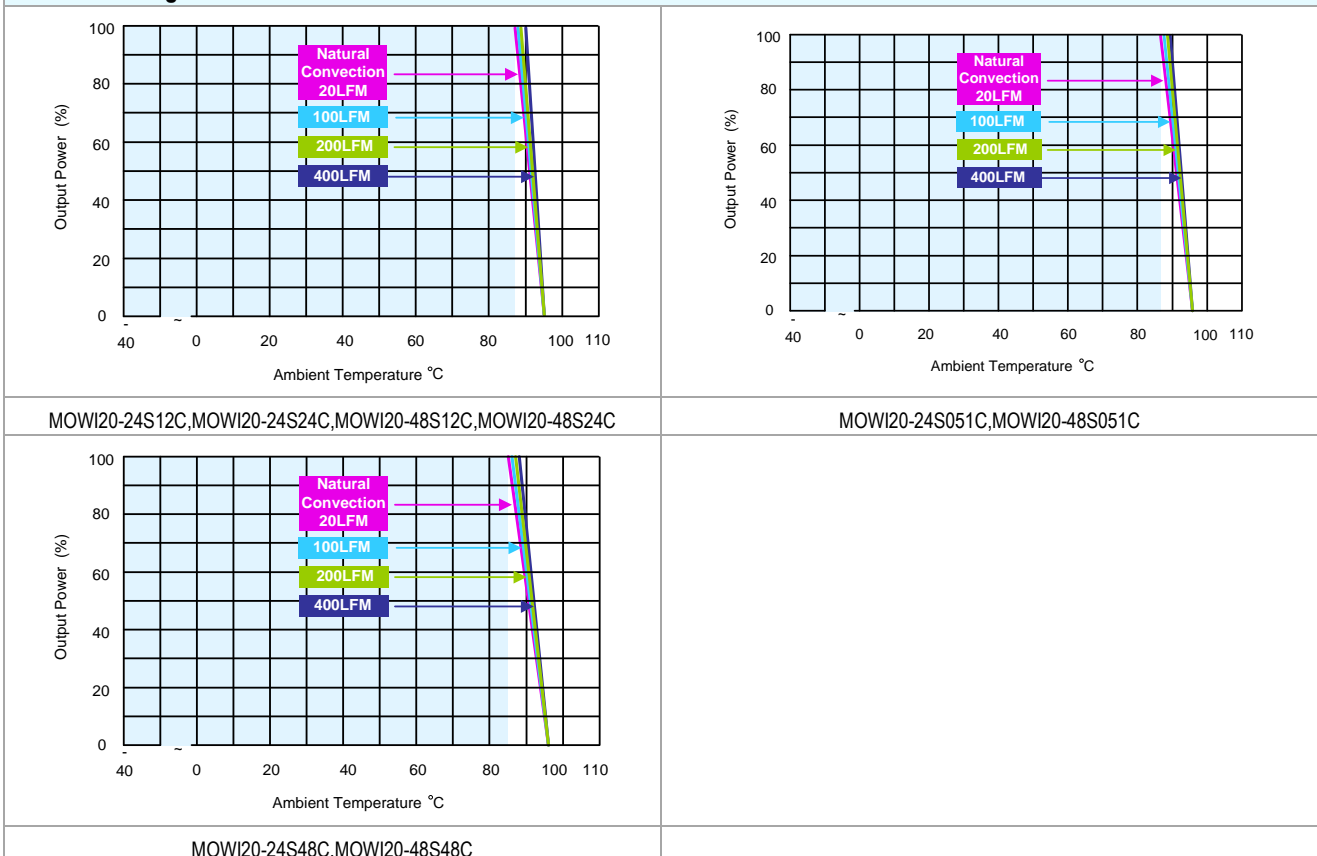 100
80
60
40
20
0
Output Power (%)
Natural
Convection
20LFM
100LFM
200LFM
400LFM
-
40
~
0
20
40
60
80
100
110
Ambient Temperature °C
100
80
60
40
20
0
Output Power (%)
Natural
Convection
20LFM
100LFM
200LFM
400LFM
-
40
~
0
20
40
60
80
100
110
Ambient Temperature °C
MOWI20-24S12C,MOWI20-24S24C,MOWI20-48S12C,MOWI20-48S24C
MOWI20-24S051C,MOWI20-48S051C
100
80
60
40
20
0
Output Power (%)
Natural
Convection
20LFM
100LFM
200LFM
400LFM
-
40
~
0
20
40
60
80
100
110
Ambient Temperature °C
MOWI20-24S48C,MOWI20-48S48C